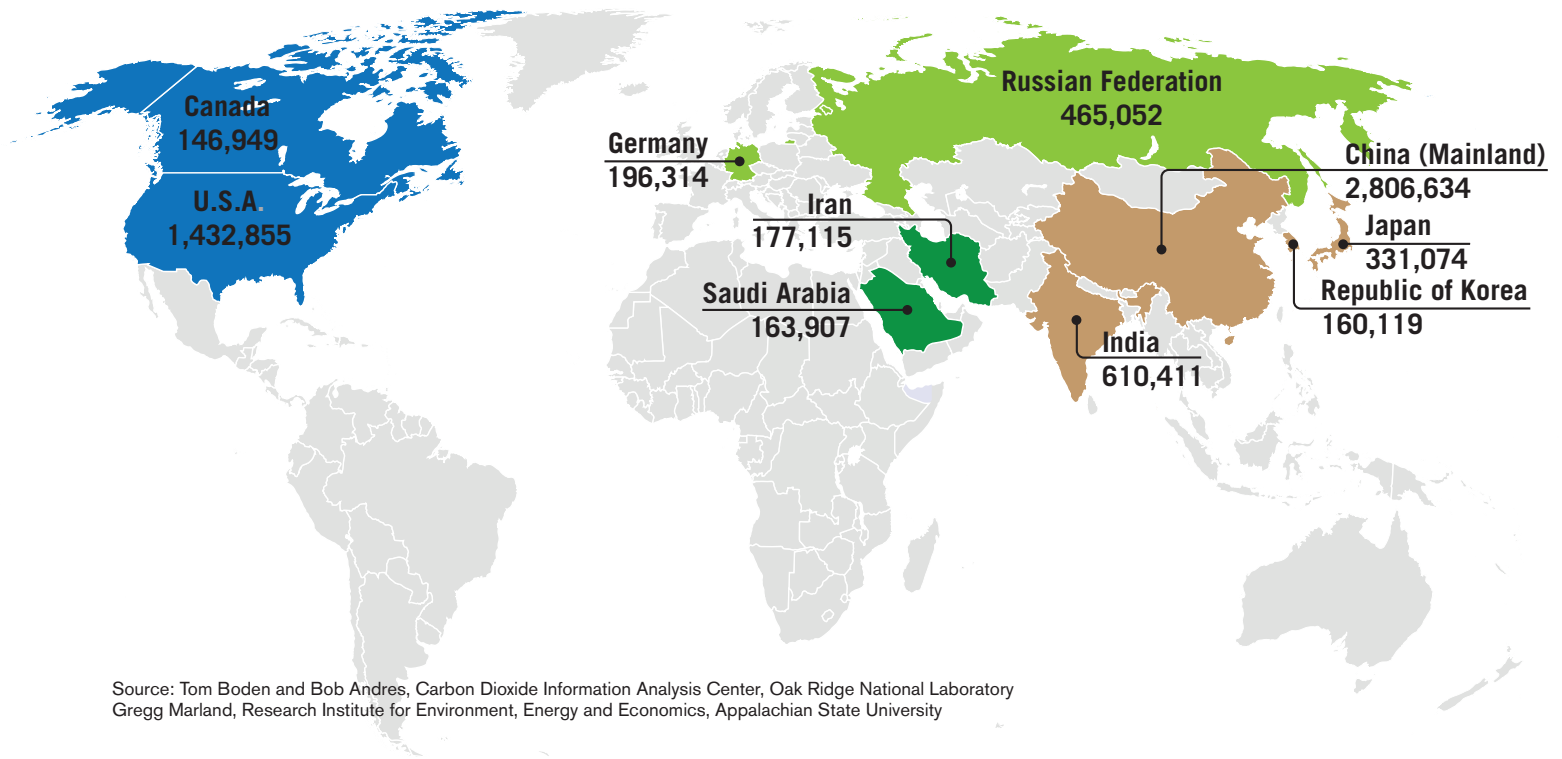 Canada
146,949
U.S.A.
1,432,855
Germany
196,314
Iran
177,115
Saudi Arabia
163,907
Russian Federation
465,052
China (Mainland)
2,806,634
Japan
331,074
Republic of Korea
160,119
India
610,411
Source: Tom Boden and Bob Andres, Carbon Dioxide Information Analysis Center, Oak Ridge National Laboratory
Gregg Marland, Research Institute for Environment, Energy and Economics, Appalachian State University